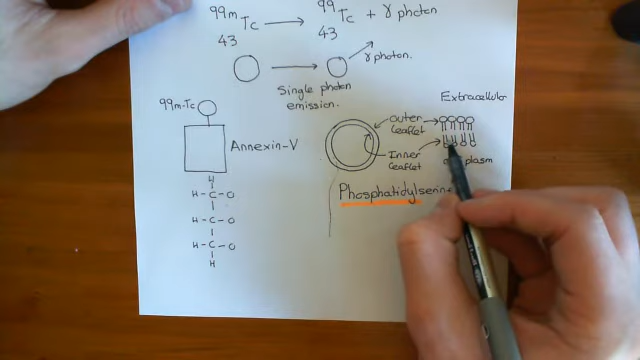 99m Tc → 99 Tc + γ photon
43 43
γ photon.
Single photon
emission.
99m-Tc
Annexin-V
H
H-C-O
H-C-O
H-C-O
H
Extracellular
outer
leaflet
Inner
leaflet
Phosphatidylserine